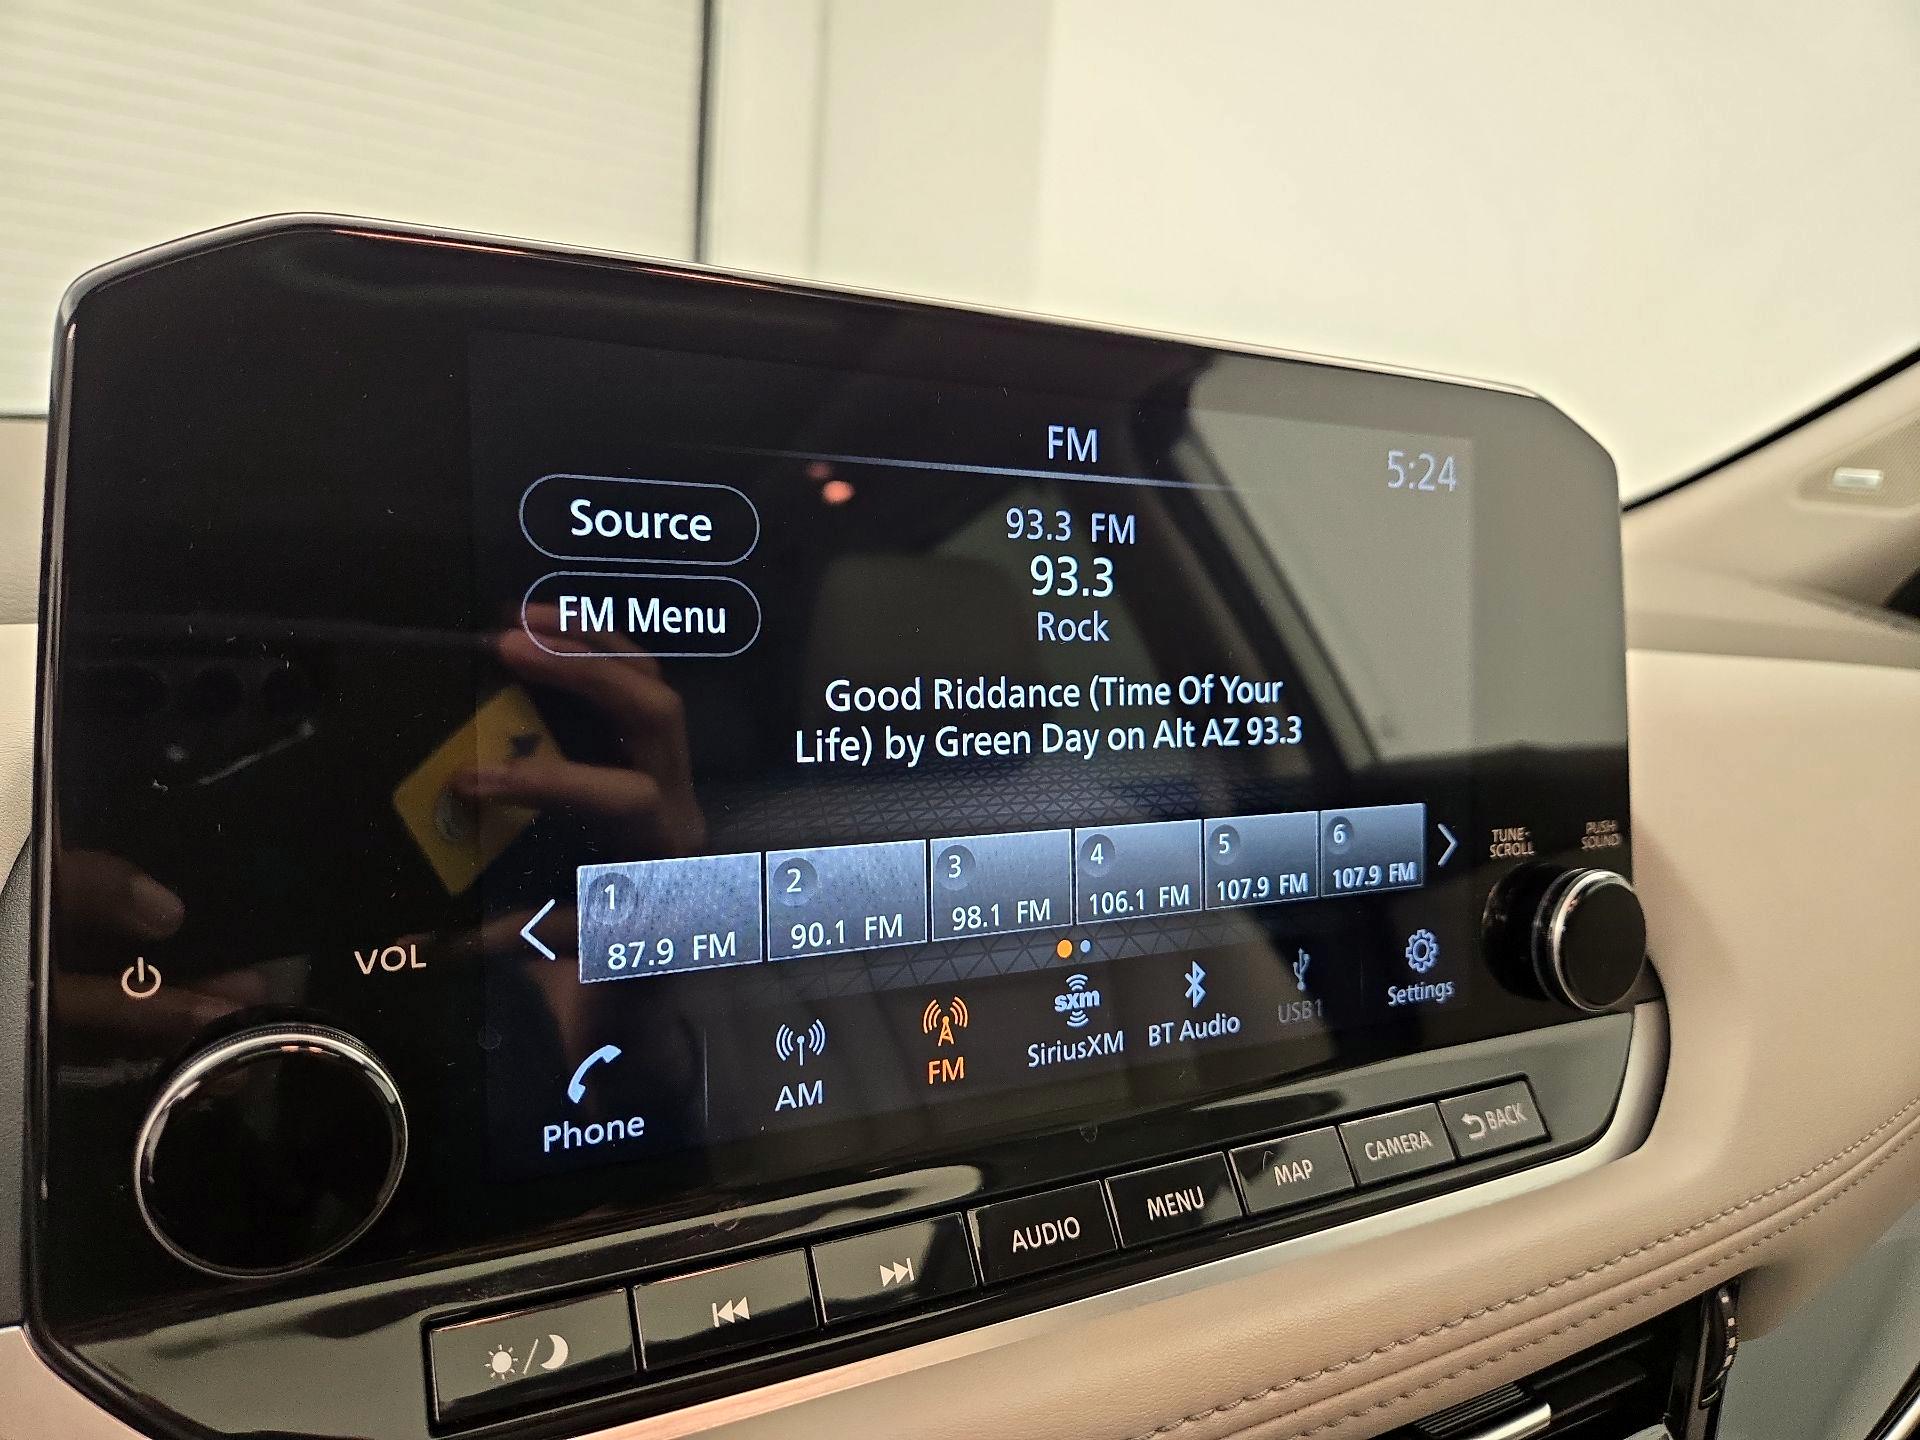 FM
5:24
Source
93.3 FM
93.3
FM Menu
Rock
Good Riddance (Time Of Your
Life) by Green Day on Alt AZ 93.3
TUNE·
SCROLL
PUSH
SOUND
1
87.9 FM
2
90.1 FM
3
98.1 FM
4
106.1 FM
5
107.9 FM
6
107.9 FM
VOL
Phone
AM
FM
sxm
SiriusXM
BT Audio
USB1
Settings
AUDIO
MENU
MAP
CAMERA
BACK